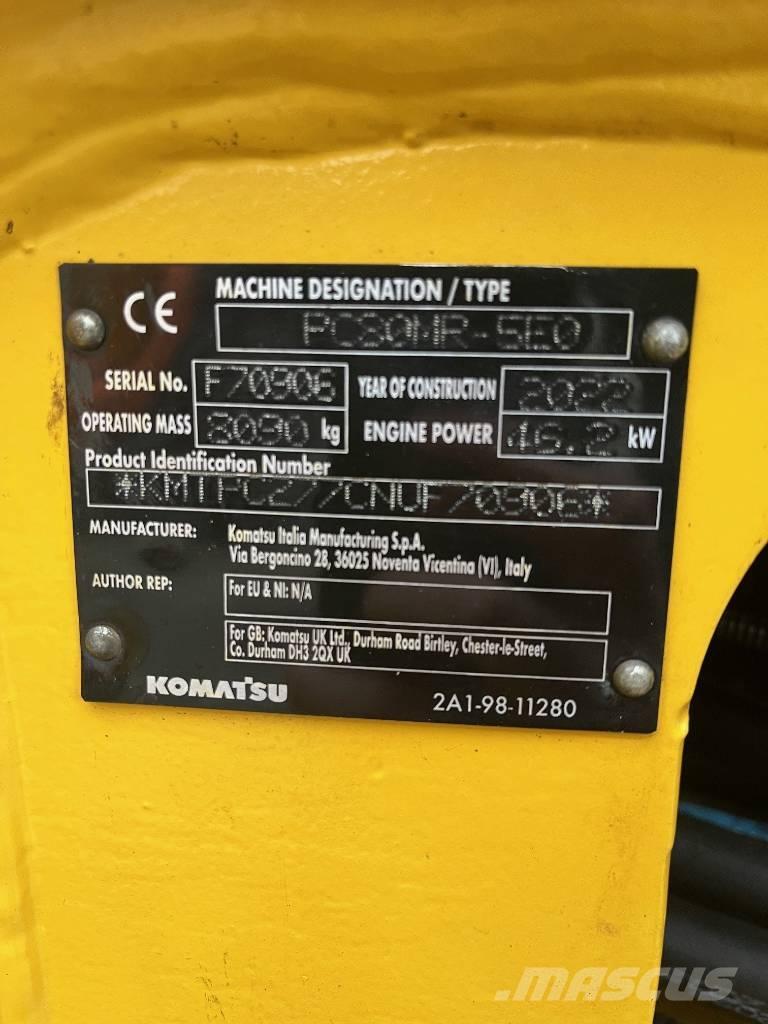 CE
MACHINE DESIGNATION / TYPE
PC80MR-5E0
SERIAL No. F70906 YEAR OF CONSTRUCTION 2022
OPERATING MASS 8090 kg ENGINE POWER 46.2 kW
Product Identification Number
*KMTPC277CNUF70906*
MANUFACTURER: Komatsu Italia Manufacturing S.p.A.
Via Bergoncino 28, 36025 Noventa Vicentina (VI), Italy
AUTHOR REP: For EU & NI: N/A
For GB: Komatsu UK Ltd., Durham Road Birtley, Chester-le-Street,
Co. Durham DH3 2QX UK
KOMATSU 2A1-98-11280
MASCUS